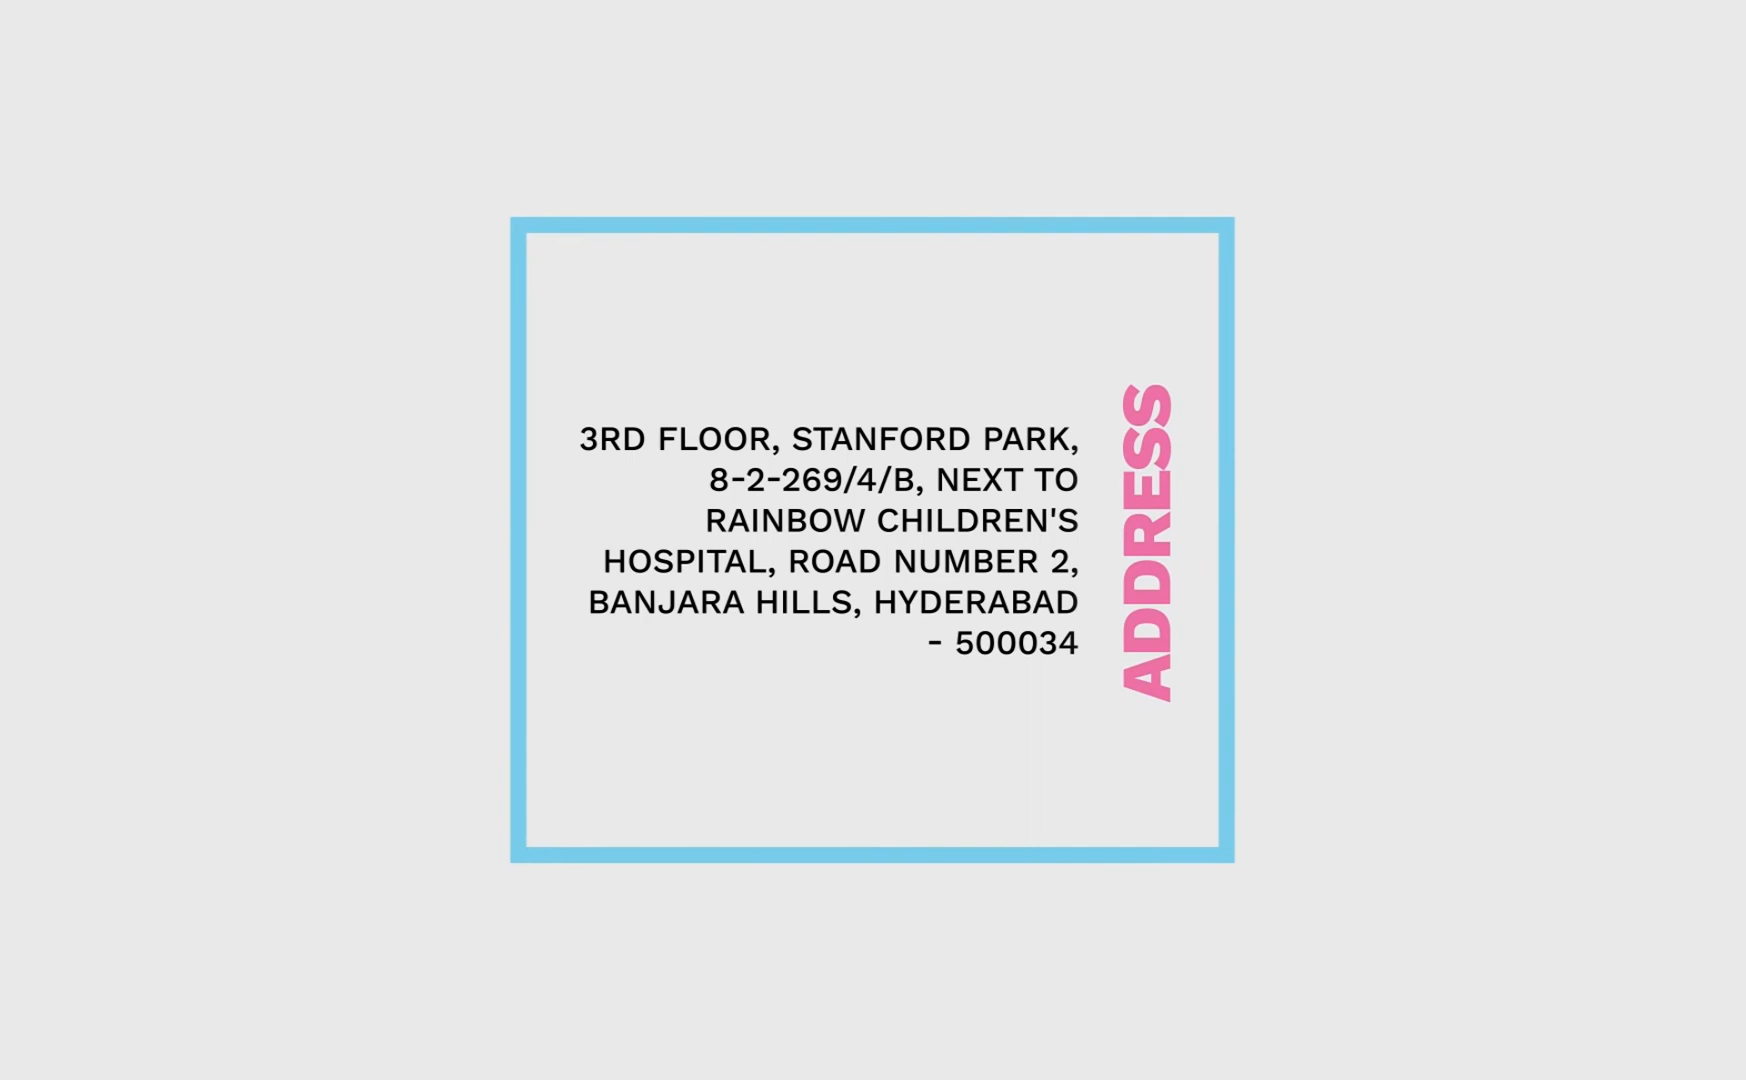 3RD FLOOR, STANFORD PARK,
8-2-269/4/B, NEXT TO
RAINBOW CHILDREN'S
HOSPITAL, ROAD NUMBER 2,
BANJARA HILLS, HYDERABAD
- 500034
ADDRESS